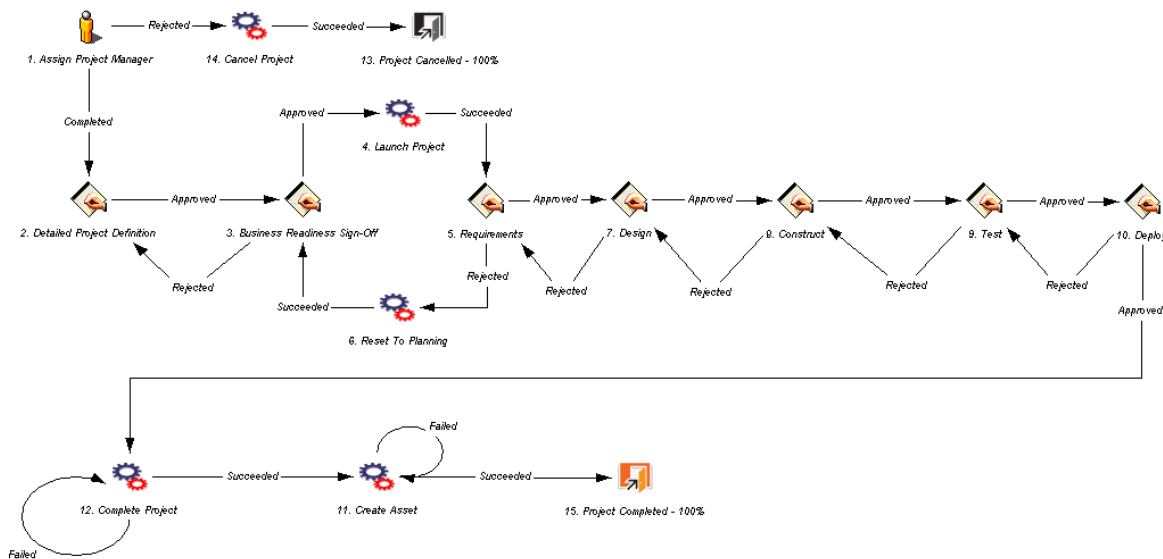 Rejected
Succeeded
1. Assign Project Manager
14. Cancel Project
13. Project Cancelled - 100%
Completed
Approved
Succeeded
4. Launch Project
Approved
Approved
Approved
Approved
Approved
2. Detailed Project Definition
3. Business Readiness Sign-Off
5. Requirements
7. Design
8. Construct
9. Test
10. Deploy
Rejected
Rejected
Rejected
Rejected
Rejected
Rejected
Succeeded
Approved
6. Reset To Planning
Failed
Succeeded
Succeeded
12. Complete Project
11. Create Asset
15. Project Completed - 100%
Failed